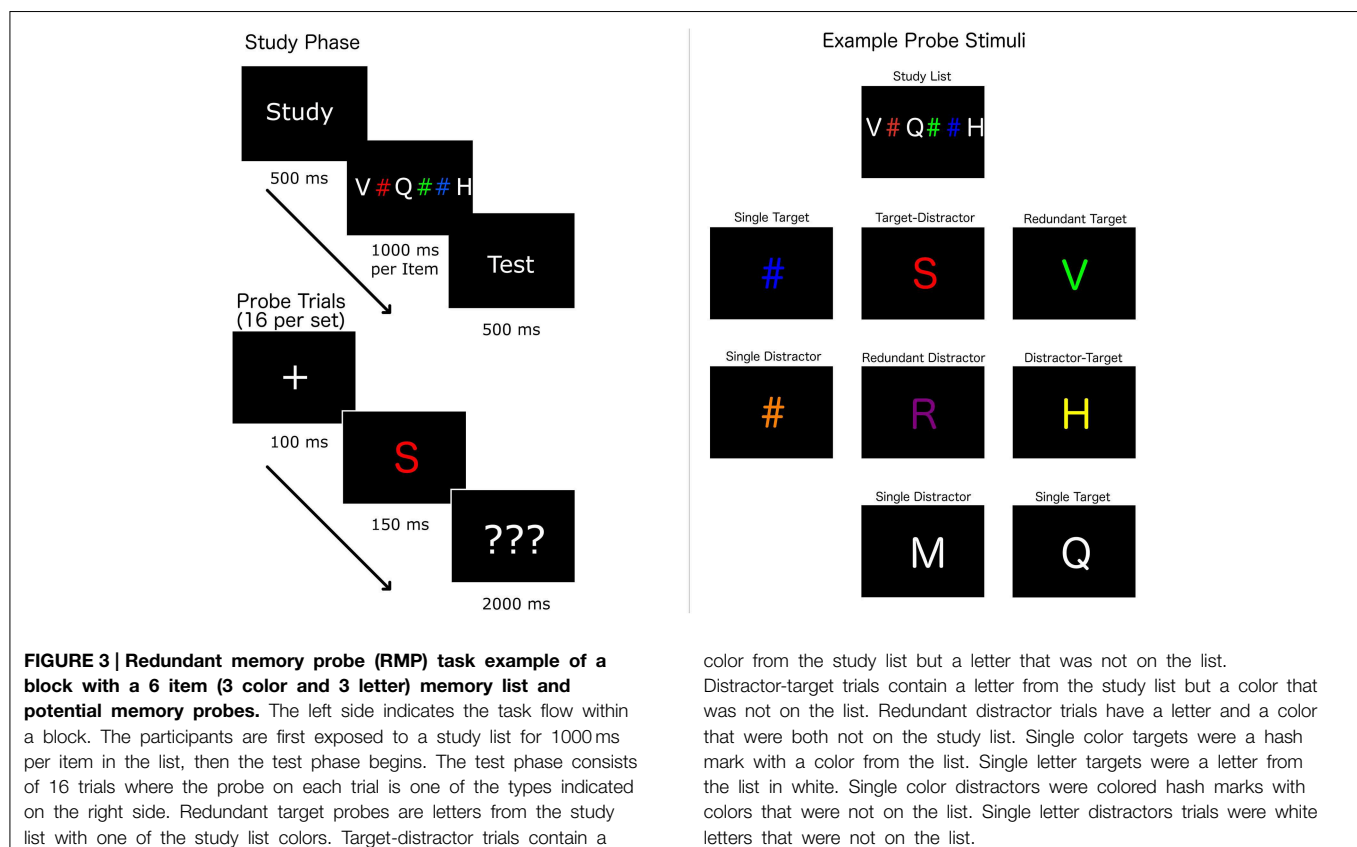 Study Phase
Study
500 ms
V # Q # # H
1000 ms
per Item
Test
500 ms
Probe Trials
(16 per set)
+
100 ms
S
150 ms
???
2000 ms
Example Probe Stimuli
Study List
V # Q # # H
Single Target
Target-Distractor
Redundant Target
#
S
V
Single Distractor
Redundant Distractor
Distractor-Target
#
R
H
Single Distractor
Single Target
M
Q
FIGURE 3 | Redundant memory probe (RMP) task example of a
block with a 6 item (3 color and 3 letter) memory list and
potential memory probes. The left side indicates the task flow within
a block. The participants are first exposed to a study list for 1000 ms
per item in the list, then the test phase begins. The test phase consists
of 16 trials where the probe on each trial is one of the types indicated
on the right side. Redundant target probes are letters from the study
list with one of the study list colors. Target-distractor trials contain a
color from the study list but a letter that was not on the list.
Distractor-target trials contain a letter from the study list but a color that
was not on the list. Redundant distractor trials have a letter and a color
that were both not on the study list. Single color targets were a hash
mark with a color from the list. Single letter targets were a letter from
the list in white. Single color distractors were colored hash marks with
colors that were not on the list. Single letter distractors trials were white
letters that were not on the list.